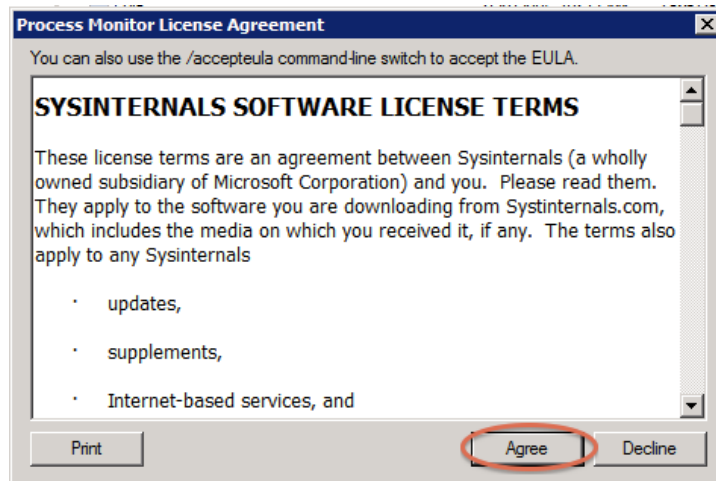 Process Monitor License Agreement
You can also use the /accepteula command-line switch to accept the EULA.
SYSINTERNALS SOFTWARE LICENSE TERMS
These license terms are an agreement between Sysinternals (a wholly
owned subsidiary of Microsoft Corporation) and you.  Please read them.
They apply to the software you are downloading from Systinternals.com,
which includes the media on which you received it, if any.  The terms also
apply to any Sysinternals
· updates,
· supplements,
· Internet-based services, and
Print Agree Decline